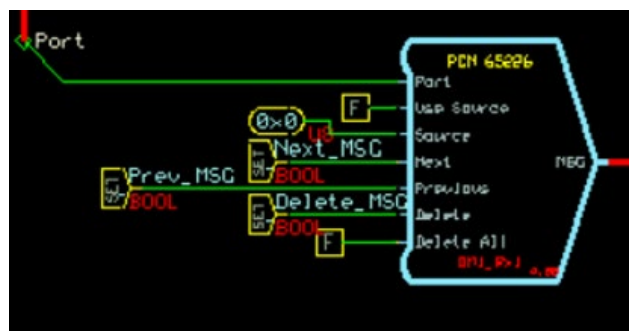 Port
PGN 65226
Port
F
Use Source
0x0
U8
Source
Next_MSG
SET
BOOL
Next
MSG
Prev_MSG
SET
BOOL
Previous
Delete_MSG
SET
BOOL
Delete
F
Delete All